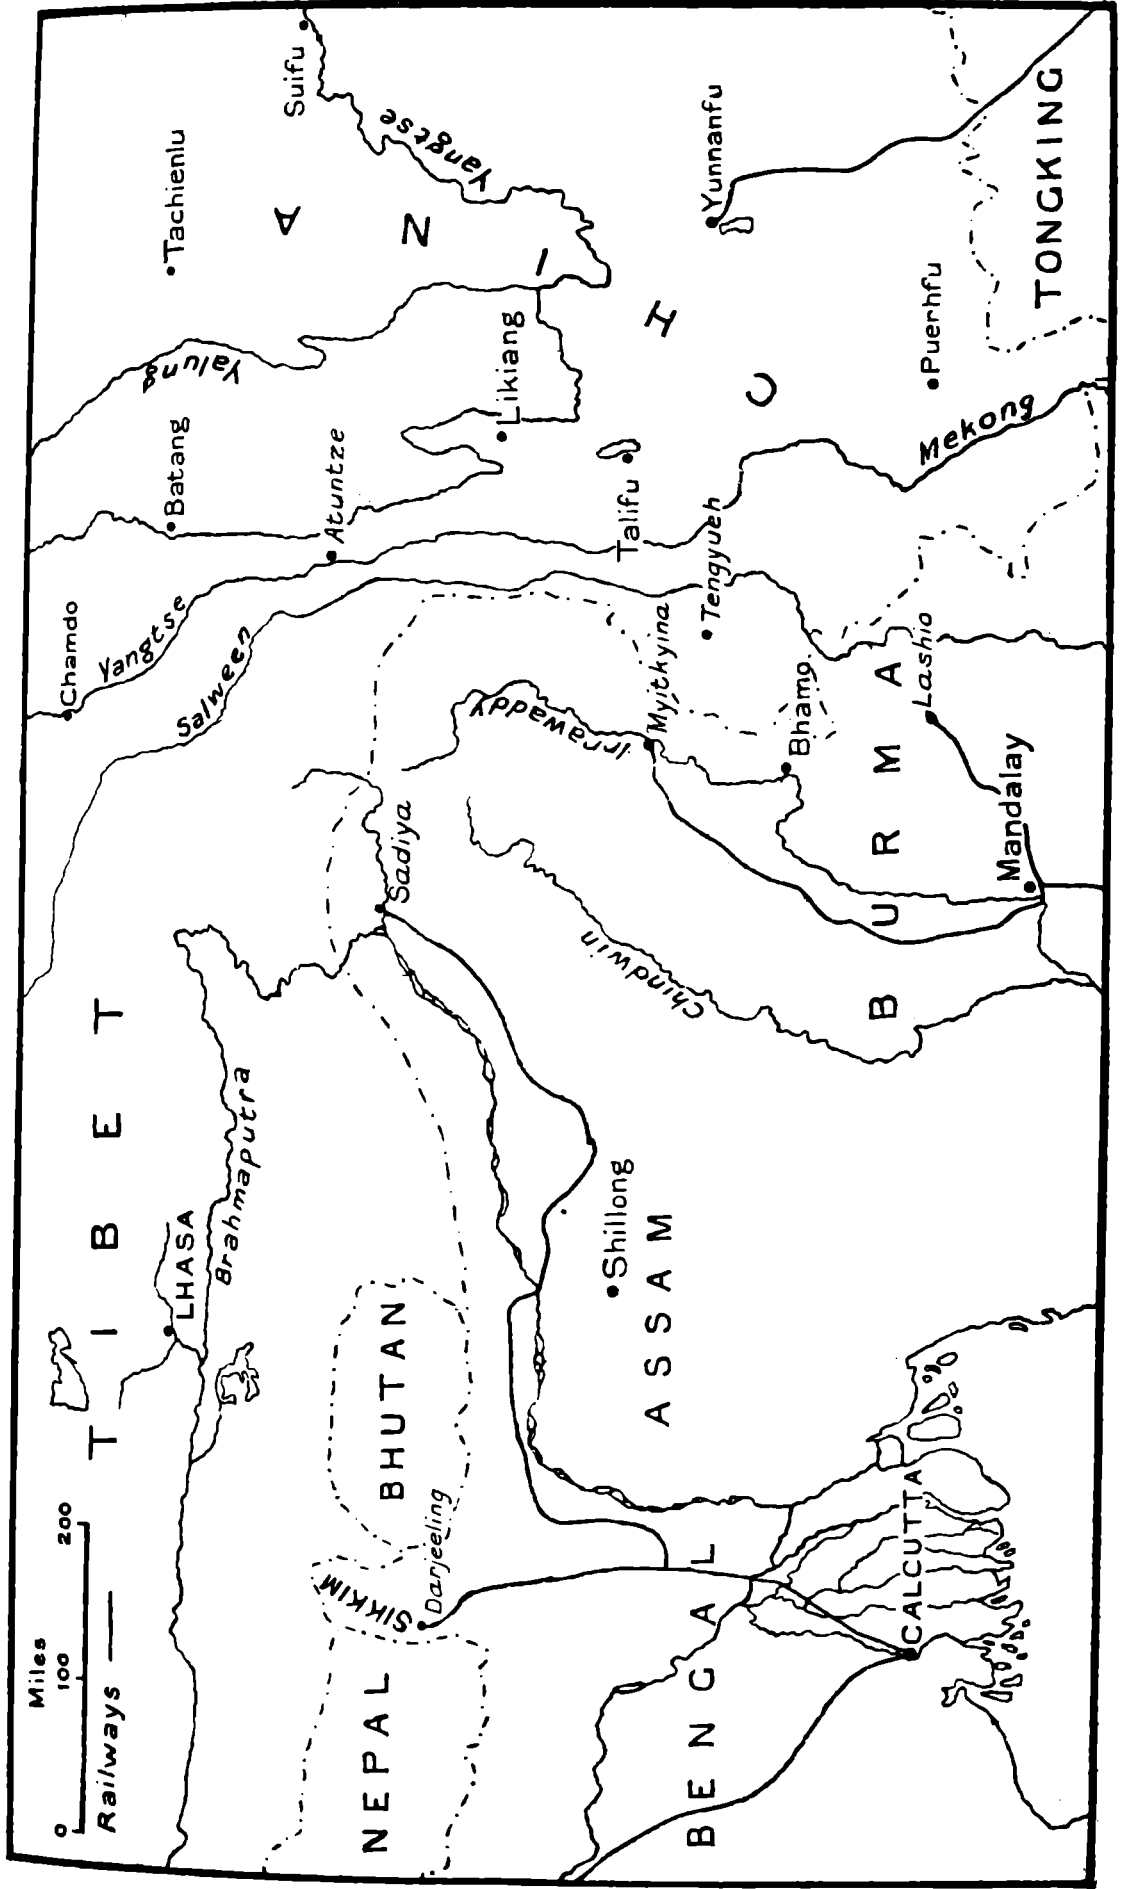 Miles
0 100 200
Railways
TIBET
LHASA
Brahmaputra
Chamdo
Yangtse
Salween
Batang
Yalung
Tachienlu
Suifu
Yangtse
Atuntze
Likiang
CHINA
NEPAL
SIKKIM
Darjeeling
BHUTAN
Sadiya
Irrawaddy
Myitkyina
Talifu
Tengyueh
Yunnanfu
Shillong
ASSAM
Chindwin
Bhamo
BENGAL
BURMA
Lashio
Mandalay
Mekong
Puerhfu
TONGKING
CALCUTTA